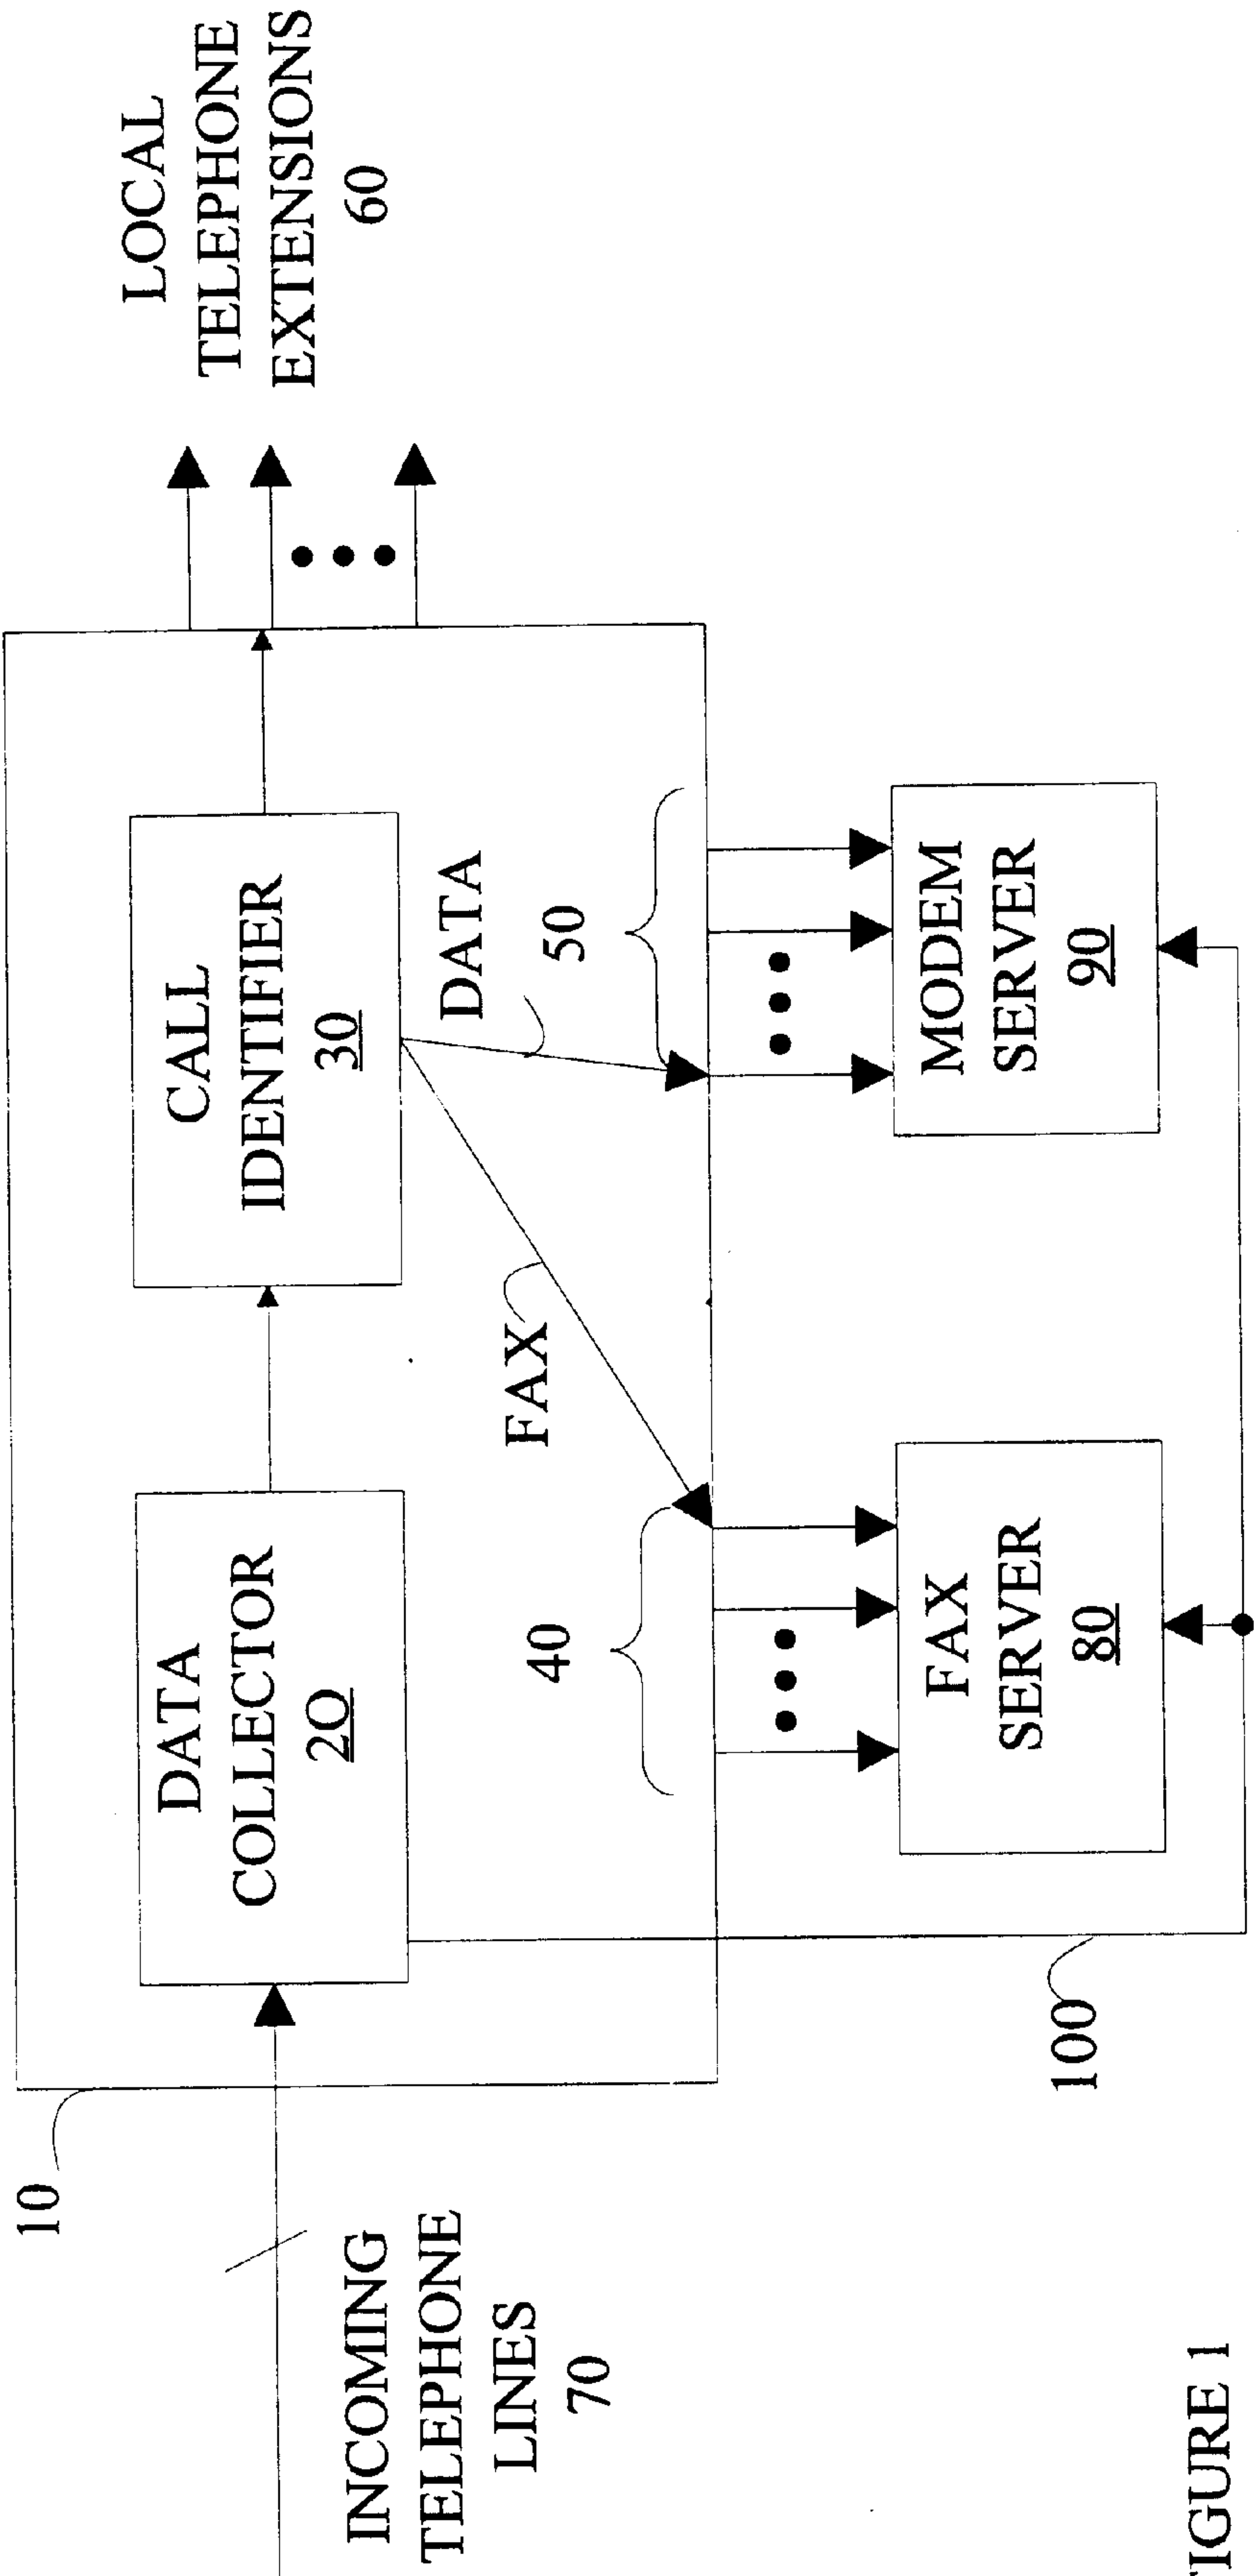 10
INCOMING
TELEPHONE
LINES
70
DATA
COLLECTOR
2O
CALL
IDENTIFIER
30
LOCAL
TELEPHONE
EXTENSIONS
60
FAX
DATA
40
50
100
FAX
SERVER
80
MODEM
SERVER
90
IGURE 1